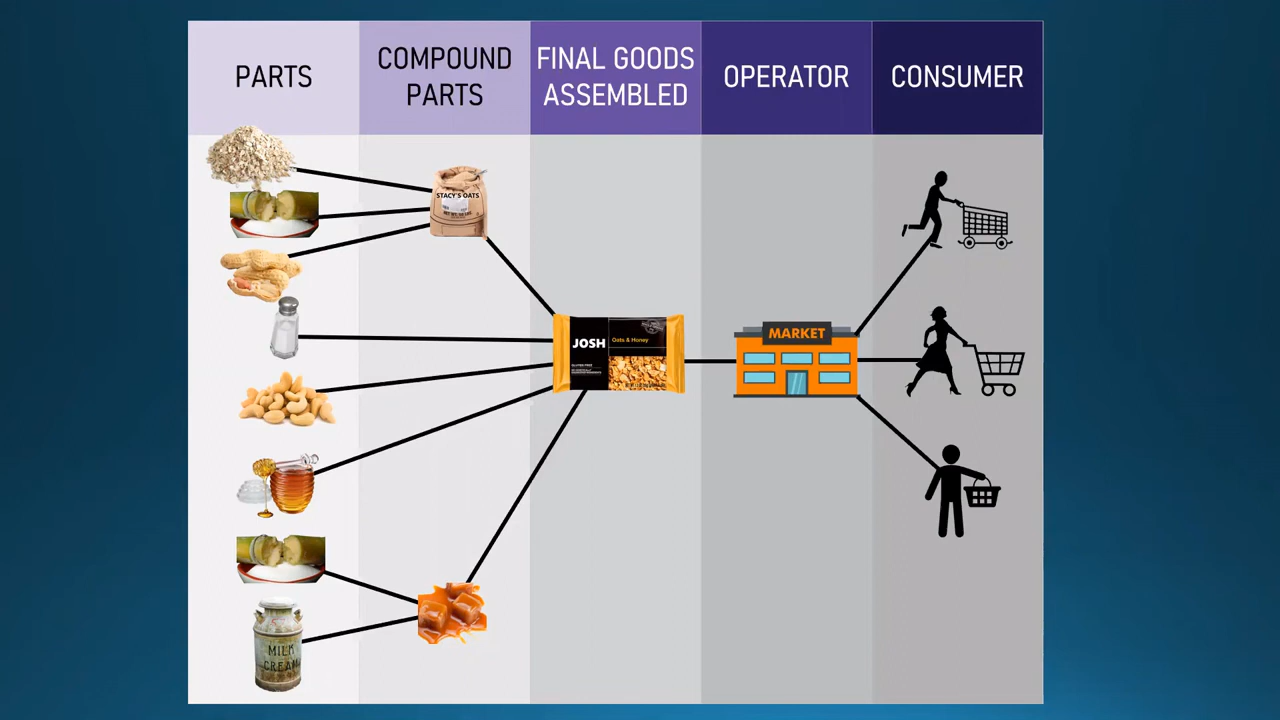 PARTS
COMPOUND
PARTS
FINAL GOODS
ASSEMBLED
OPERATOR
CONSUMER
STACY'S OATS
JOSH
Oats & Honey
MARKET
MILK
CREAM